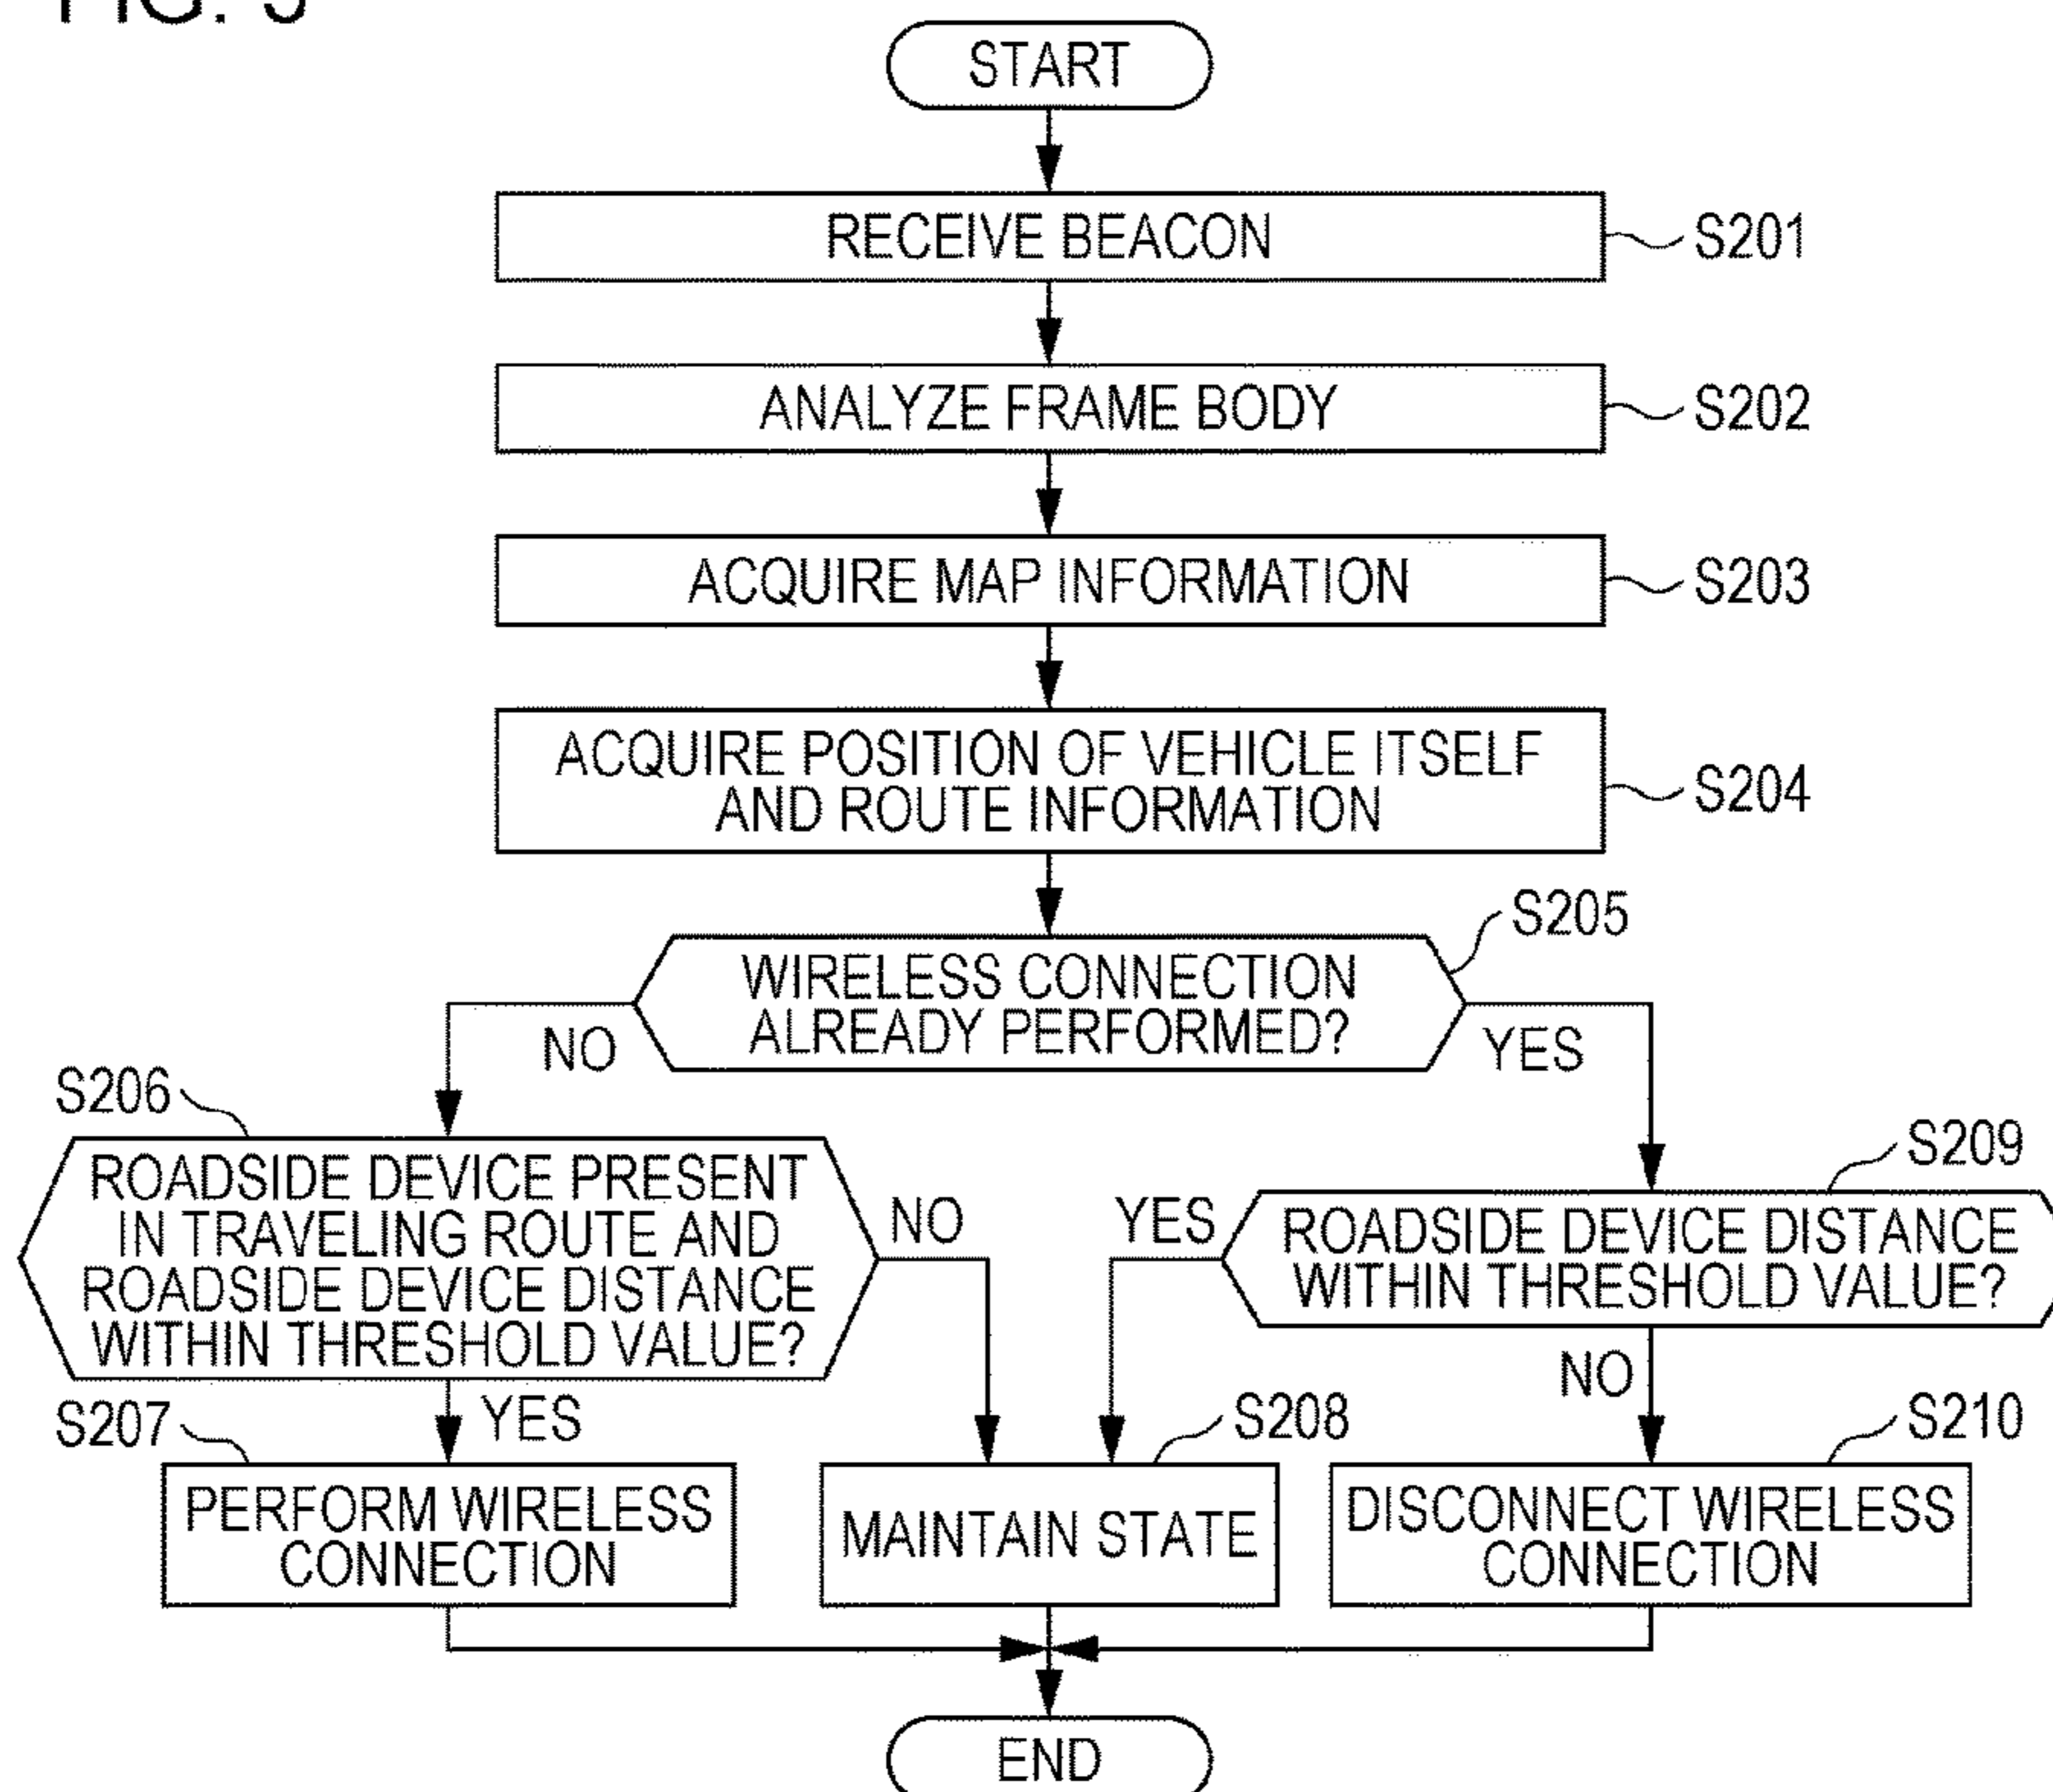 START
RECEIVE BEACON
S201
ANALYZE FRAME BODY
S202
ACQUIRE MAP INFORMATION
S203
ACQUIRE POSITION OF VEHICLE ITSELF
AND ROUTE INFORMATION
S204
S205
WIRELESS CONNECTION
ALREADY PERFORMED?
NO
YES
S206
ROADSIDE DEVICE PRESENT
IN TRAVELING ROUTE AND
ROADSIDE DEVICE DISTANCE
WITHIN THRESHOLD VALUE?
NO
YES
S209
ROADSIDE DEVICE DISTANCE
WITHIN THRESHOLD VALUE?
YES
NO
S207
PERFORM WIRELESS
CONNECTION
S208
MAINTAIN STATE
S210
DISCONNECT WIRELESS
CONNECTION
END